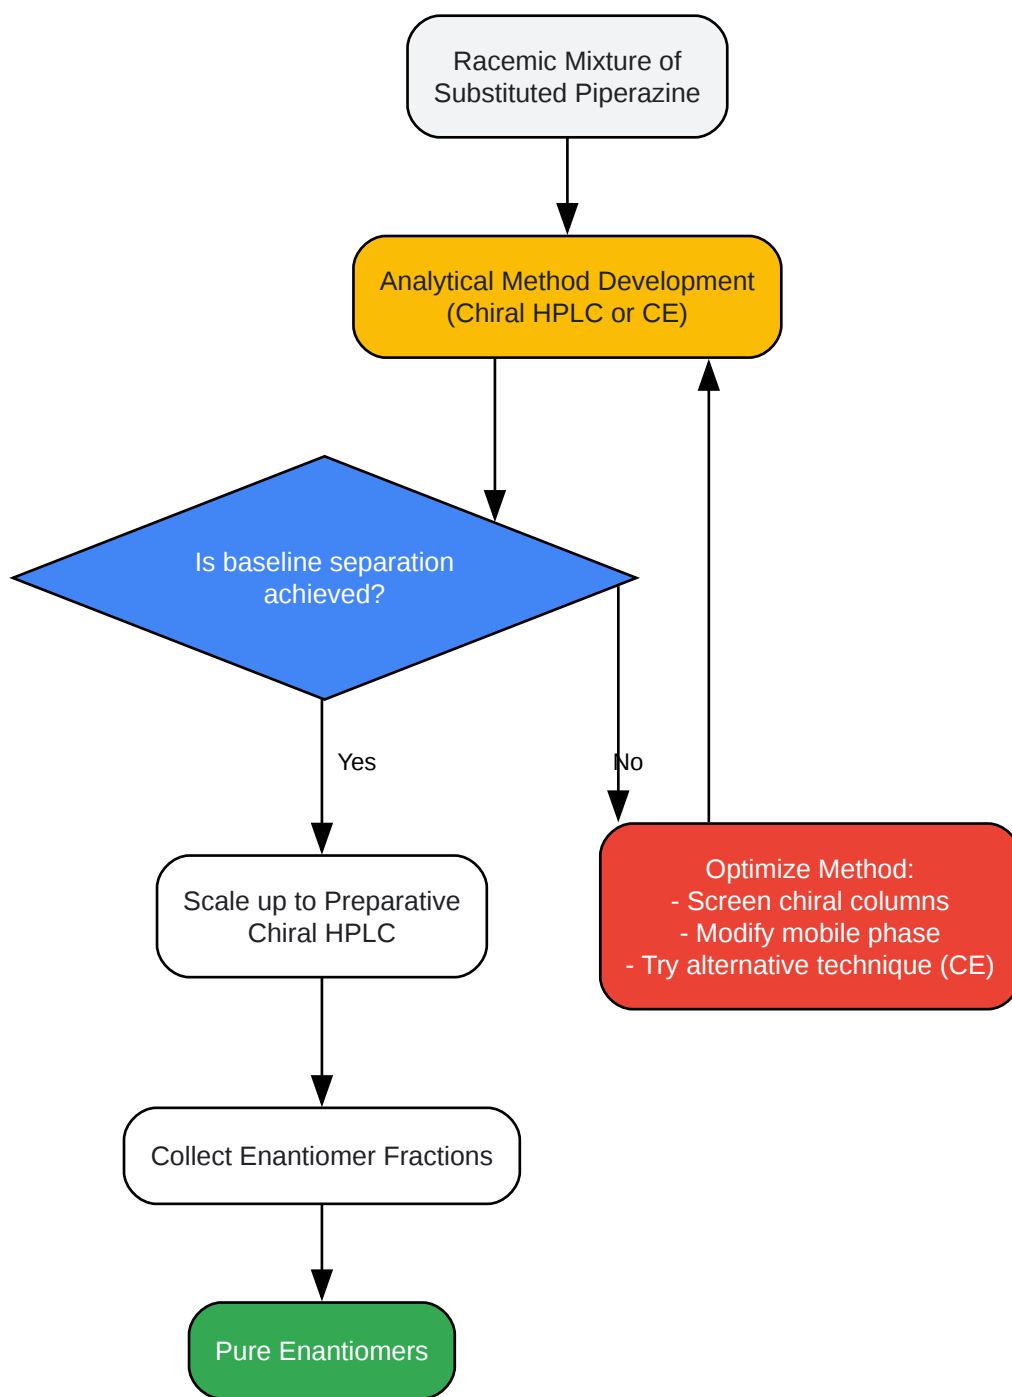 Racemic Mixture of
Substituted Piperazine
Analytical Method Development
(Chiral HPLC or CE)
Is baseline separation
achieved?
Yes
No
Scale up to Preparative
Chiral HPLC
Optimize Method:
- Screen chiral columns
- Modify mobile phase
- Try alternative technique (CE)
Collect Enantiomer Fractions
Pure Enantiomers